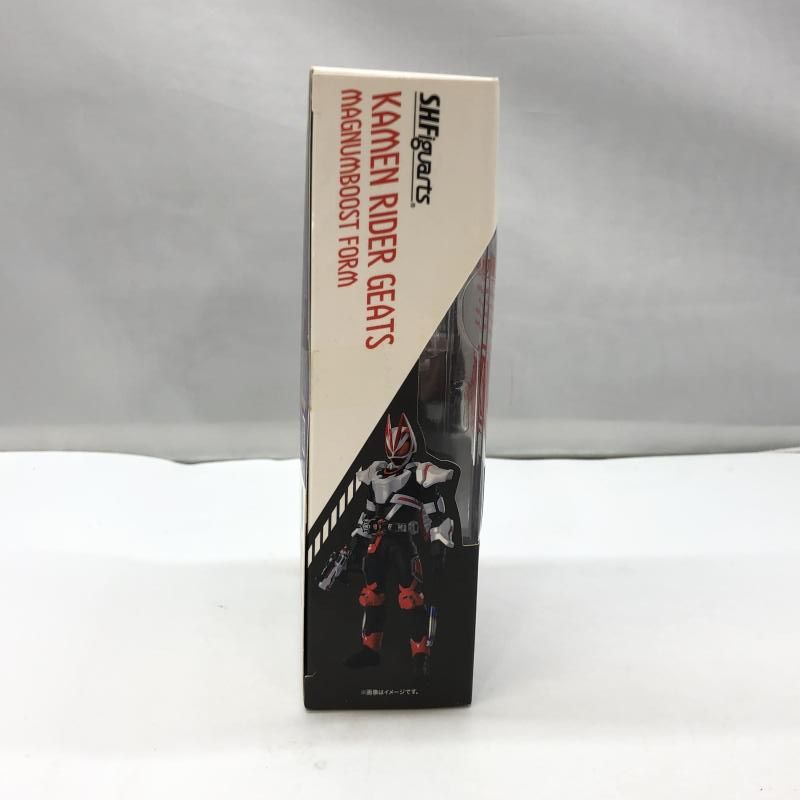 S.H.Figuarts
KAMEN RIDER GEATS
MAGNUMBOOST FORM
※画像はイメージです。